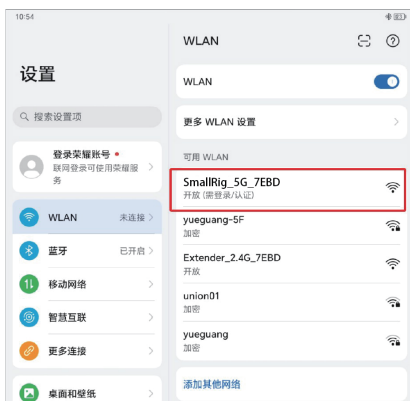 10:54
设置
搜索设置项
登录荣耀账号
联网登录可使用荣耀服
务
WLAN 未连接
蓝牙 已开启
移动网络
智慧互联
更多连接
桌面和壁纸
WLAN
WLAN
更多 WLAN 设置
可用 WLAN
SmallRig_5G_7EBD
开放 (需登录/认证)
yueguang-5F
加密
Extender_2.4G_7EBD
开放
union01
加密
yueguang
加密
添加其他网络